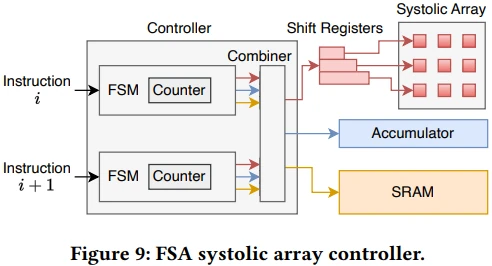 Controller
Shift Registers
Systolic Array
Combiner
Instruction
i
FSM
Counter
Accumulator
Instruction
i + 1
FSM
Counter
SRAM
Figure 9: FSA systolic array controller.